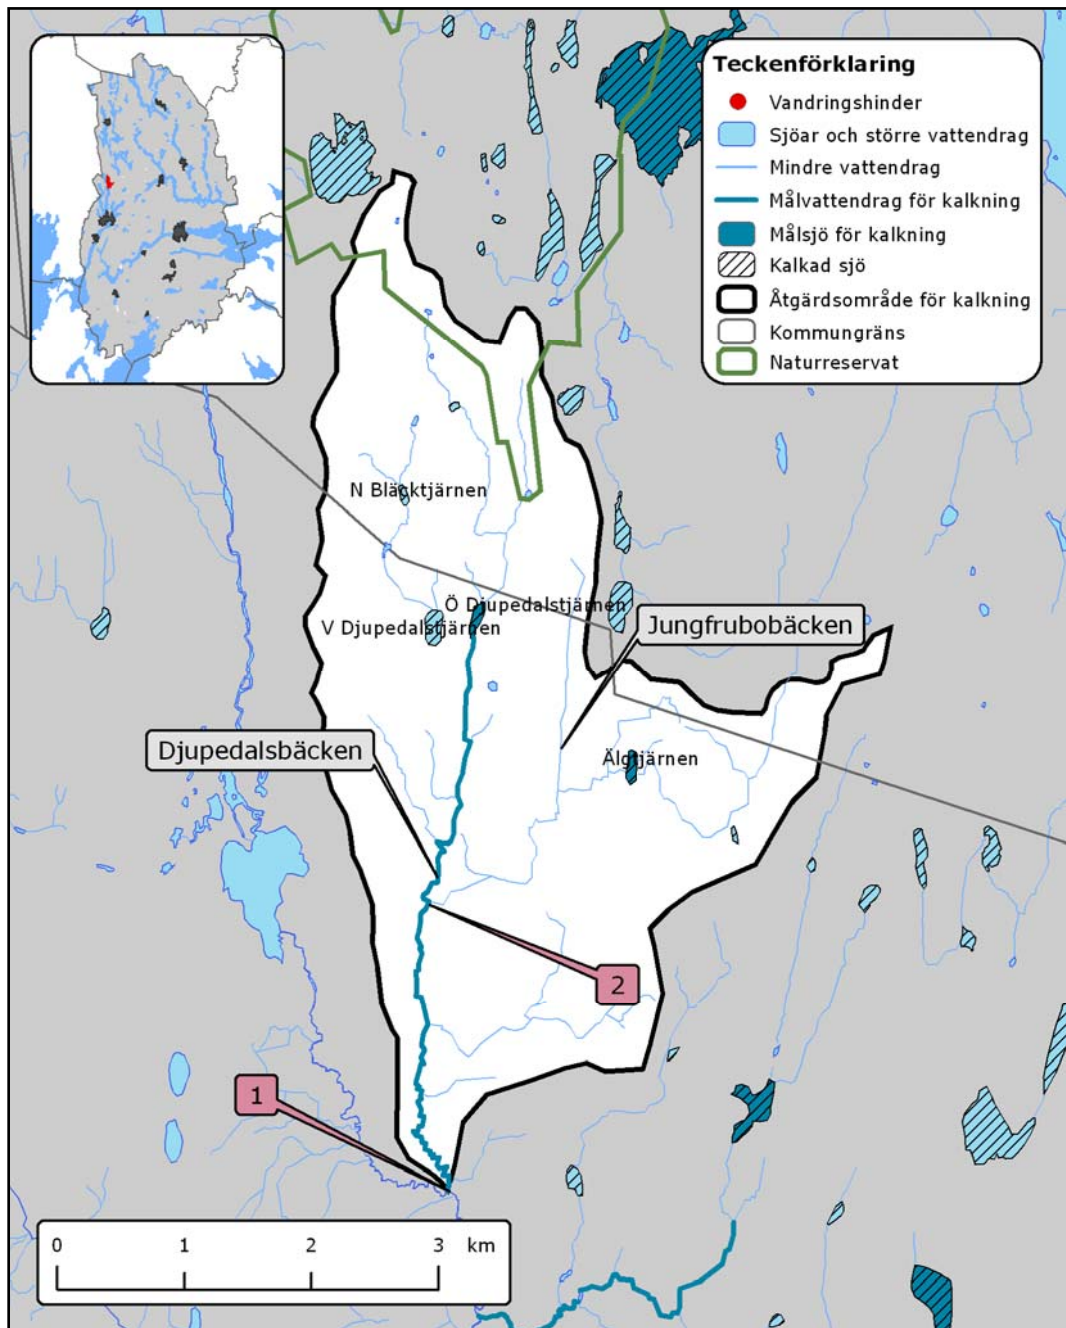 Teckenförklaring
Vandringshinder
Sjöar och större vattendrag
Mindre vattendrag
Målvattendrag för kalkning
Målsjö för kalkning
Kalkad sjö
Åtgärdsområde för kalkning
Kommungräns
Naturreservat
N Bläcktjärnen
Ö Djupedalstjärnen
V Djupedalstjärnen
Jungfrubobäcken
Djupedalsbäcken
Älgtjärnen
2
1
0 1 2 3 km